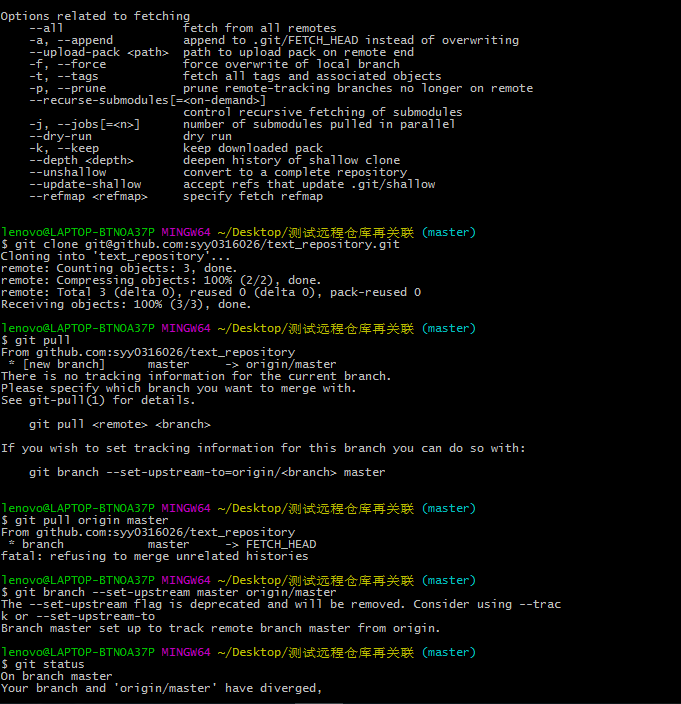 Options related to fetching
    --all                 fetch from all remotes
    -a, --append          append to .git/FETCH_HEAD instead of overwriting
    --upload-pack <path>  path to upload pack on remote end
    -f, --force           force overwrite of local branch
    -t, --tags            fetch all tags and associated objects
    -p, --prune           prune remote-tracking branches no longer on remote
    --recurse-submodules[=<on-demand>]
                          control recursive fetching of submodules
    -j, --jobs[=<n>]      number of submodules pulled in parallel
    --dry-run             dry run
    -k, --keep            keep downloaded pack
    --depth <depth>       deepen history of shallow clone
    --unshallow           convert to a complete repository
    --update-shallow      accept refs that update .git/shallow
    --refmap <refmap>     specify fetch refmap
lenovo@LAPTOP-BTNOA37P MINGW64 ~/Desktop/测试远程仓库再关联 (master)
$ git clone git@github.com:syy0316026/text_repository.git
Cloning into 'text_repository'...
remote: Counting objects: 3, done.
remote: Compressing objects: 100% (2/2), done.
remote: Total 3 (delta 0), reused 0 (delta 0), pack-reused 0
Receiving objects: 100% (3/3), done.
lenovo@LAPTOP-BTNOA37P MINGW64 ~/Desktop/测试远程仓库再关联 (master)
$ git pull
From github.com:syy0316026/text_repository
 * [new branch]      master     -> origin/master
There is no tracking information for the current branch.
Please specify which branch you want to merge with.
See git-pull(1) for details.
    git pull <remote> <branch>
If you wish to set tracking information for this branch you can do so with:
    git branch --set-upstream-to=origin/<branch> master
lenovo@LAPTOP-BTNOA37P MINGW64 ~/Desktop/测试远程仓库再关联 (master)
$ git pull origin master
From github.com:syy0316026/text_repository
 * branch            master     -> FETCH_HEAD
fatal: refusing to merge unrelated histories
lenovo@LAPTOP-BTNOA37P MINGW64 ~/Desktop/测试远程仓库再关联 (master)
$ git branch --set-upstream master origin/master
The --set-upstream flag is deprecated and will be removed. Consider using --trac
k or --set-upstream-to
Branch master set up to track remote branch master from origin.
lenovo@LAPTOP-BTNOA37P MINGW64 ~/Desktop/测试远程仓库再关联 (master)
$ git status
On branch master
Your branch and 'origin/master' have diverged,